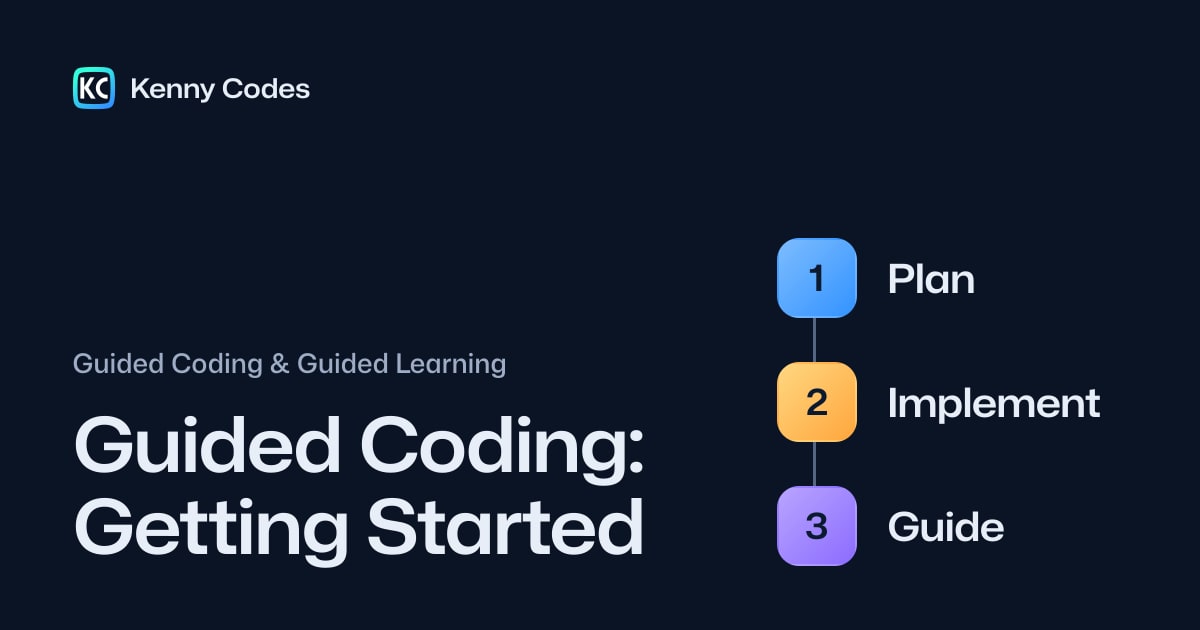 KC Kenny Codes
Guided Coding & Guided Learning
Guided Coding:
Getting Started
1 Plan
2 Implement
3 Guide